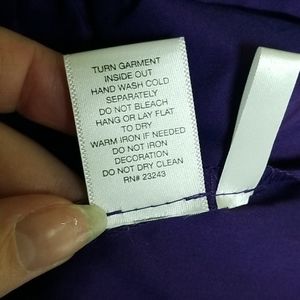 TURN GARMENT
INSIDE OUT
HAND WASH COLD
SEPARATELY
DO NOT BLEACH
HANG OR LAY FLAT
TO DRY
WARM IRON IF NEEDED
DO NOT IRON
DECORATION
DO NOT DRY CLEAN
RN# 23243